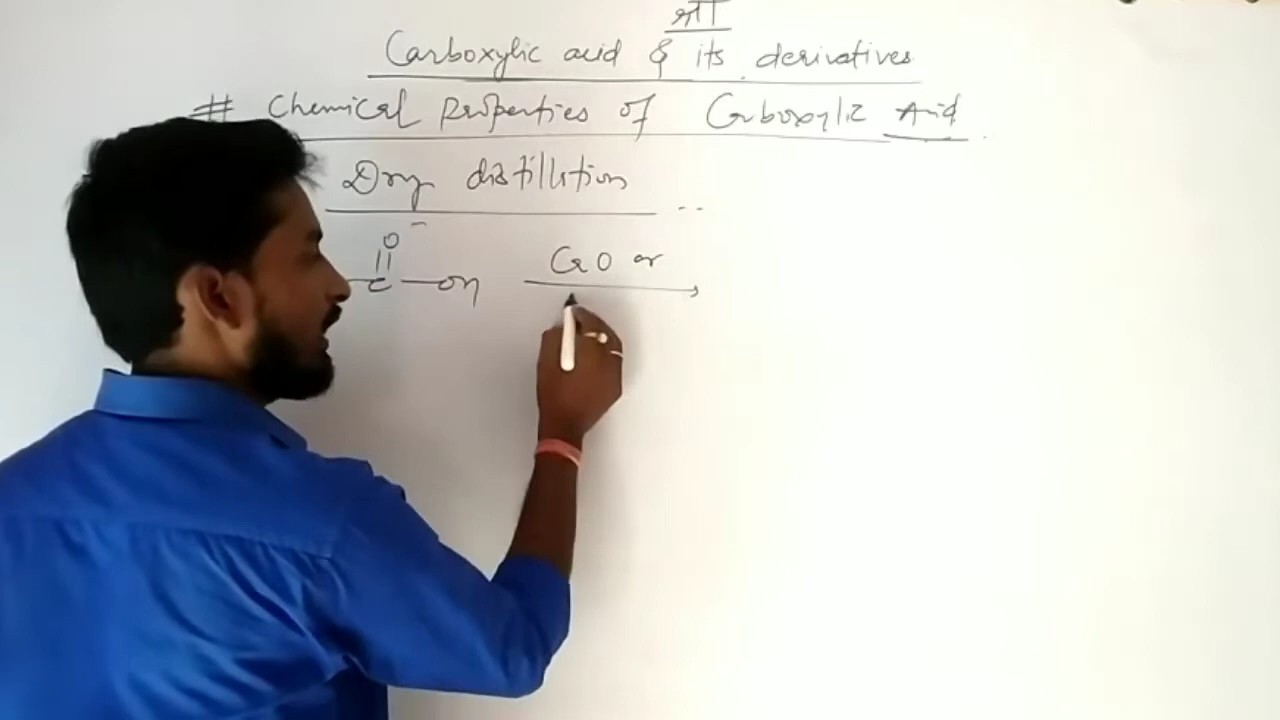 श्री
Carboxylic acid & its derivatives
# Chemical Properties of Carboxylic Acid
Dry distillation
O
C — OH CaO or